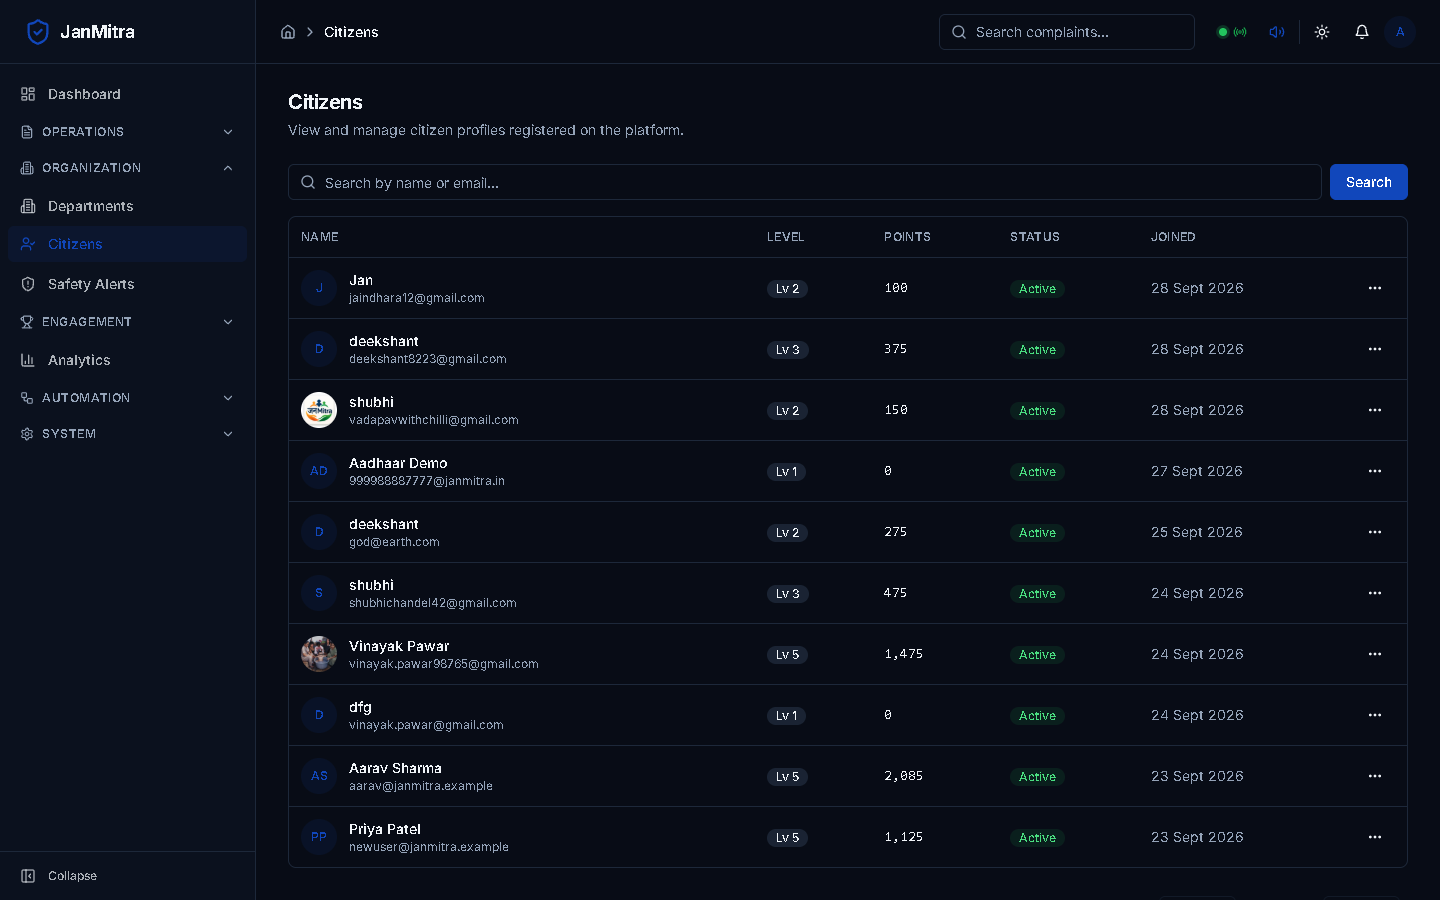 JanMitra
Citizens
Search complaints...
A
Dashboard
OPERATIONS
ORGANIZATION
Departments
Citizens
Safety Alerts
ENGAGEMENT
Analytics
AUTOMATION
SYSTEM
Collapse
Citizens
View and manage citizen profiles registered on the platform.
Search by name or email...
Search
NAME LEVEL POINTS STATUS JOINED
J Jan Lv 2 100 Active 28 Sept 2026
jaindhara12@gmail.com
D deekshant Lv 3 375 Active 28 Sept 2026
deekshant8223@gmail.com
JanMitra shubhi Lv 2 150 Active 28 Sept 2026
vadapavwithchilli@gmail.com
AD Aadhaar Demo Lv 1 0 Active 27 Sept 2026
999988887777@janmitra.in
D deekshant Lv 2 275 Active 25 Sept 2026
god@earth.com
S shubhi Lv 3 475 Active 24 Sept 2026
shubhichandel42@gmail.com
Vinayak Pawar Lv 5 1,475 Active 24 Sept 2026
vinayak.pawar98765@gmail.com
D dfg Lv 1 0 Active 24 Sept 2026
vinayak.pawar@gmail.com
AS Aarav Sharma Lv 5 2,085 Active 23 Sept 2026
aarav@janmitra.example
PP Priya Patel Lv 5 1,125 Active 23 Sept 2026
newuser@janmitra.example